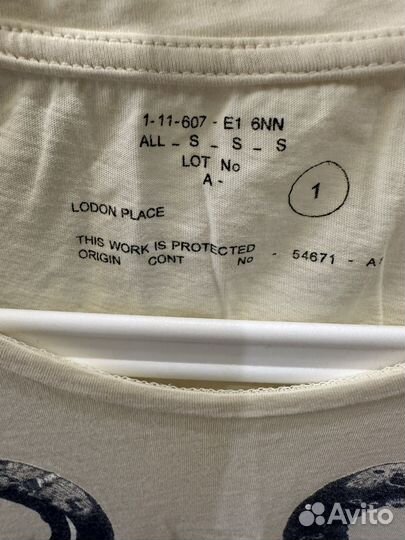 1-11-607 - E1 6NN
ALL _ S _ S _ S
LOT No
A -
1
LODON PLACE
THIS WORK IS PROTECTED
ORIGIN CONT No - 54671 - A
Avito